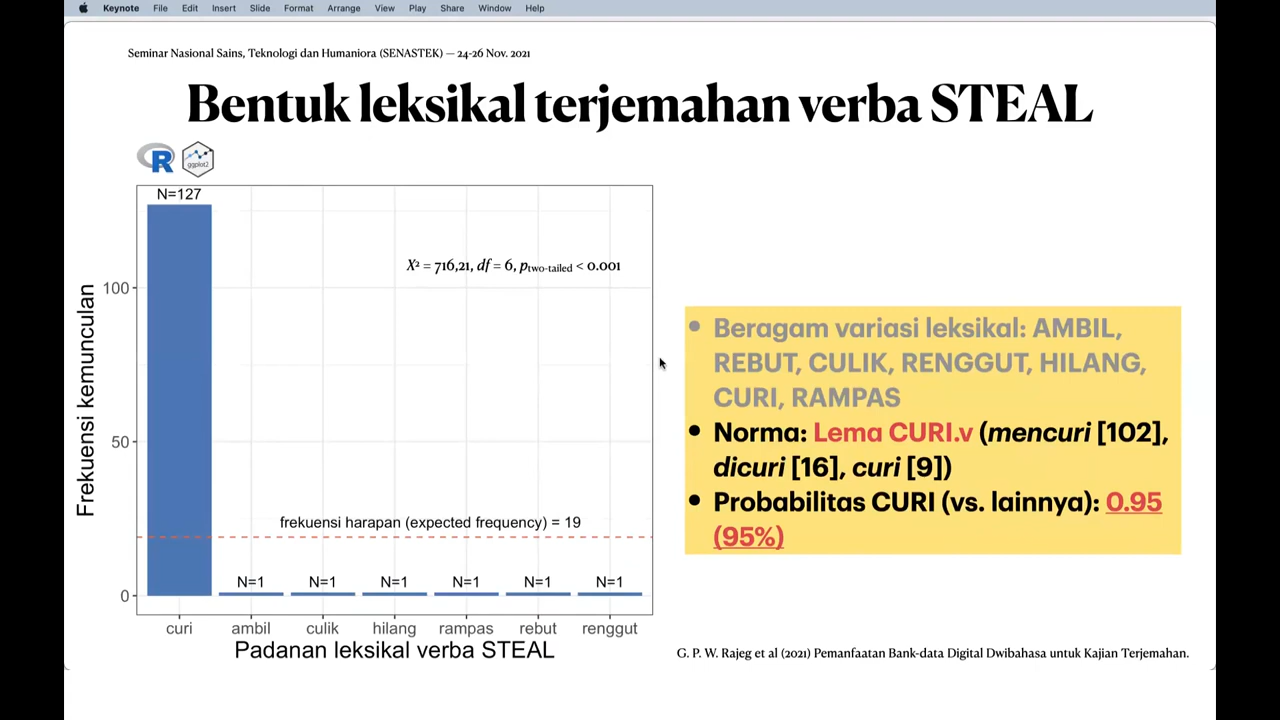 Keynote File Edit Insert Slide Format Arrange View Play Share Window Help
Seminar Nasional Sains, Teknologi dan Humaniora (SENASTEK) — 24-26 Nov. 2021
Bentuk leksikal terjemahan verba STEAL
R
ggplot2
N=127
X² = 716,21, df = 6, ptwo-tailed < 0.001
100
50
0
Frekuensi kemunculan
frekuensi harapan (expected frequency) = 19
N=1 N=1 N=1 N=1 N=1 N=1
curi ambil culik hilang rampas rebut renggut
Padanan leksikal verba STEAL
• Beragam variasi leksikal: AMBIL,
REBUT, CULIK, RENGGUT, HILANG,
CURI, RAMPAS
• Norma: Lema CURI.v (mencuri [102],
dicuri [16], curi [9])
• Probabilitas CURI (vs. lainnya): 0.95
(95%)
G. P. W. Rajeg et al (2021) Pemanfaatan Bank-data Digital Dwibahasa untuk Kajian Terjemahan.